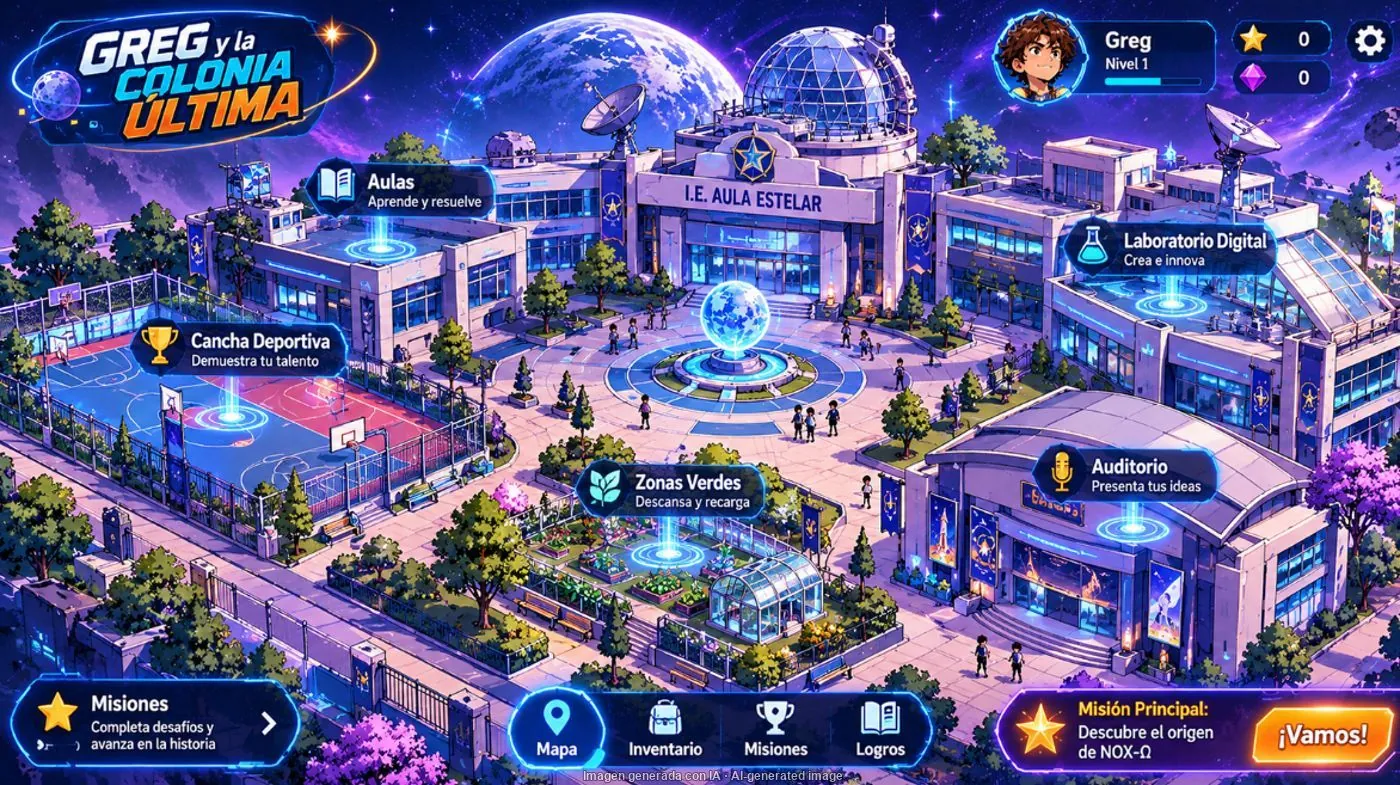 GREG y la
COLONIA
ÚLTIMA
Greg
Nivel 1
0
0
I.E. AULA ESTELAR
Aulas
Aprende y resuelve
Laboratorio Digital
Crea e innova
Cancha Deportiva
Demuestra tu talento
Zonas Verdes
Descansa y recarga
Auditorio
Presenta tus ideas
Misiones
Completa desafíos y
avanza en la historia
Mapa
Inventario
Misiones
Logros
Misión Principal:
Descubre el origen
de NOX-Ω
¡Vamos!
Imagen generada con IA · AI-generated image